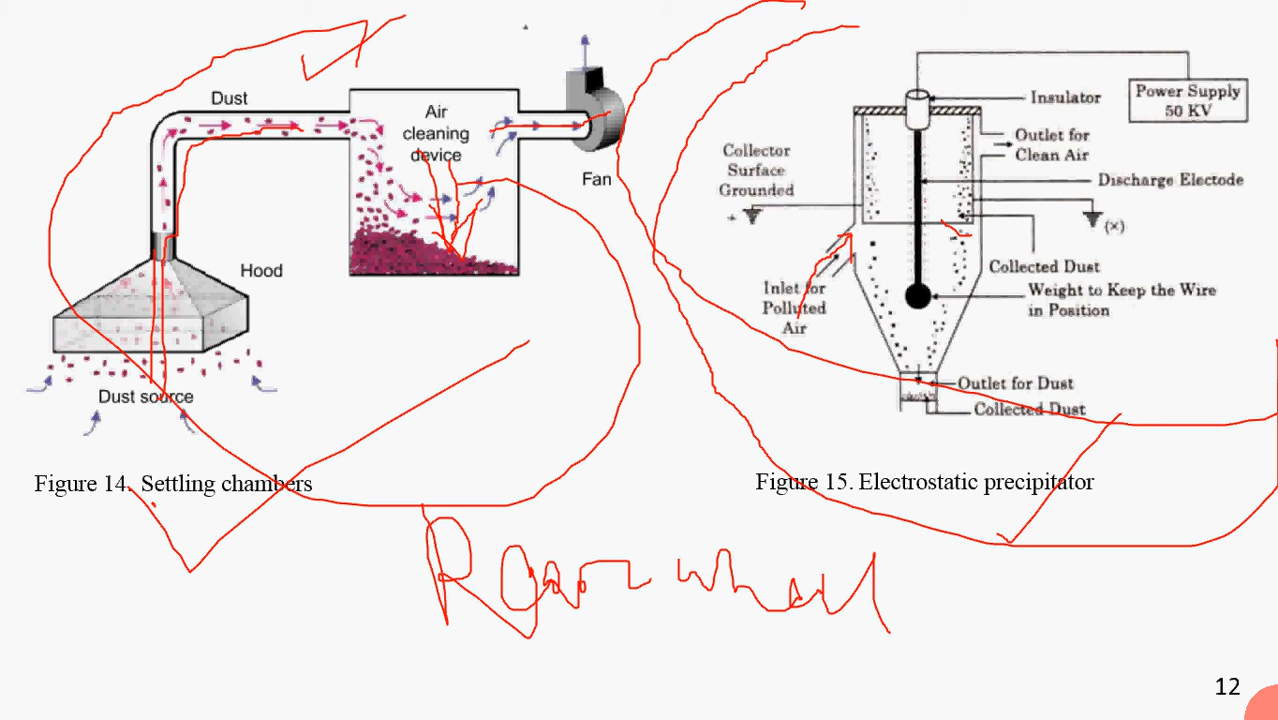 Dust
Air
cleaning
device
Fan
Hood
Dust source
Figure 14. Settling chambers
Power Supply
50 KV
Insulator
Outlet for
Clean Air
Collector
Surface
Grounded
Discharge Electode
(×)
Collected Dust
Inlet for
Polluted
Air
Weight to Keep the Wire
in Position
Outlet for Dust
Collected Dust
Figure 15. Electrostatic precipitator
12